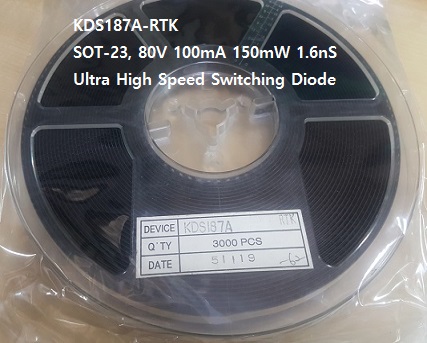 KDS187A-RTK
SOT-23, 80V 100mA 150mW 1.6nS
Ultra High Speed Switching Diode
DEVICE KDS187A RTK
Q'TY 3000 PCS
DATE 51119